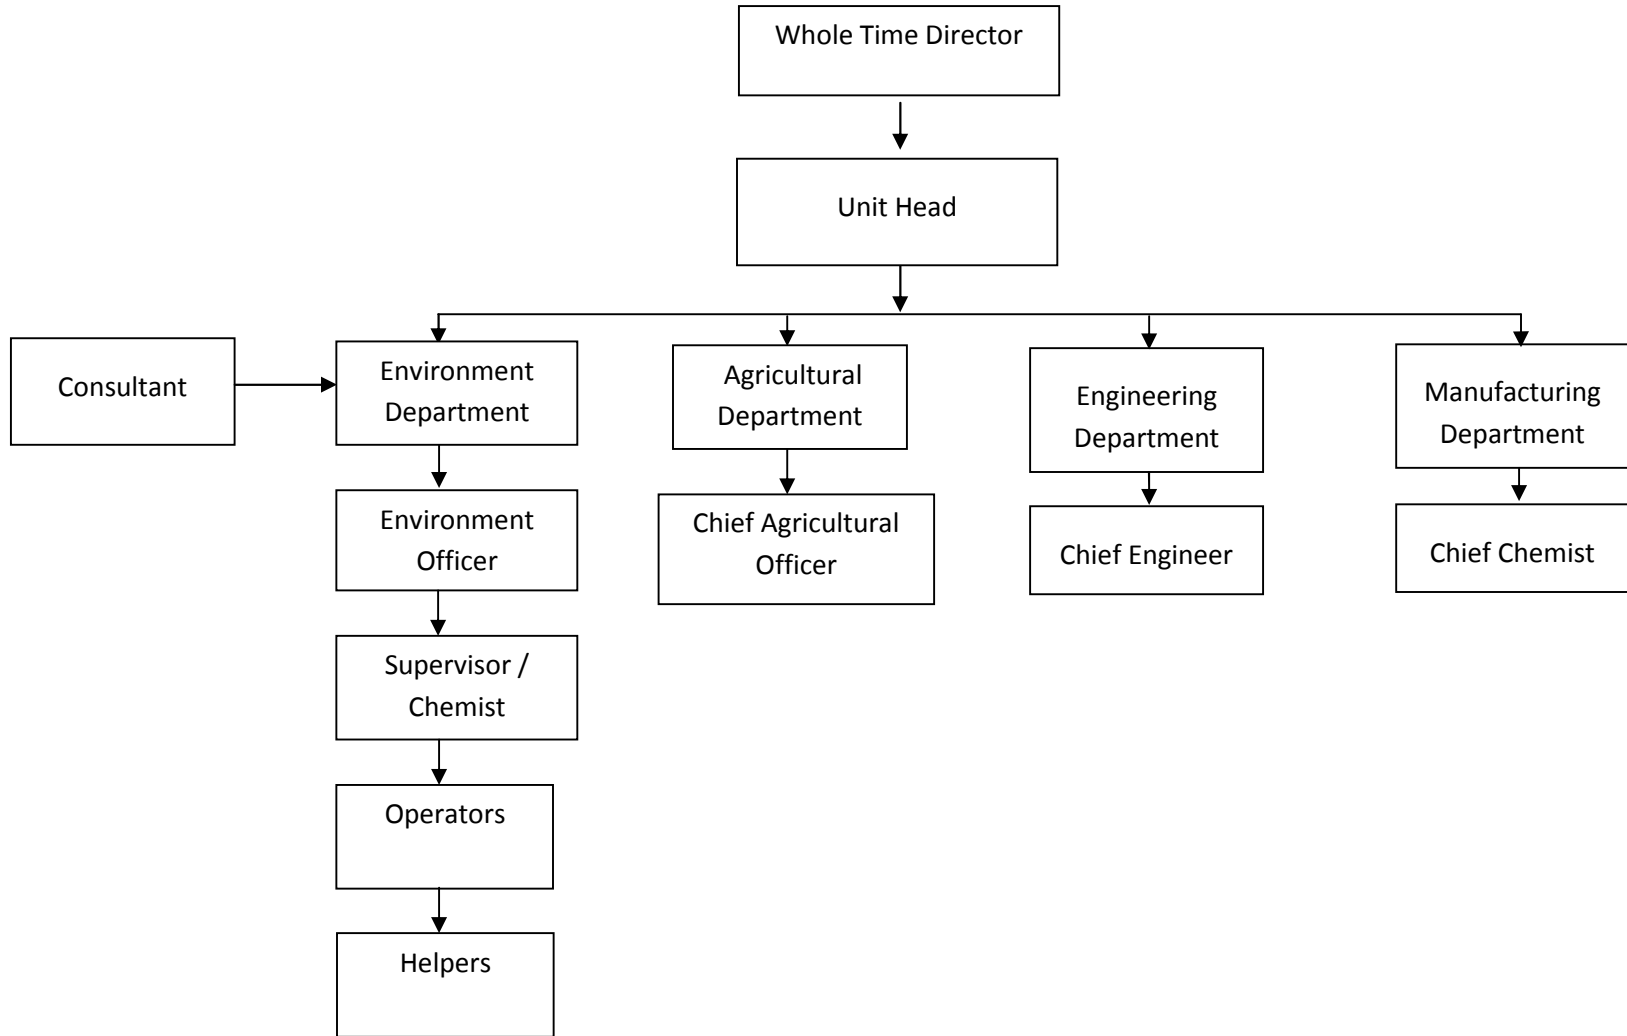 Whole Time Director
Unit Head
Consultant
Environment
Department
Agricultural
Department
Engineering
Department
Manufacturing
Department
Environment
Officer
Chief Agricultural
Officer
Chief Engineer
Chief Chemist
Supervisor /
Chemist
Operators
Helpers